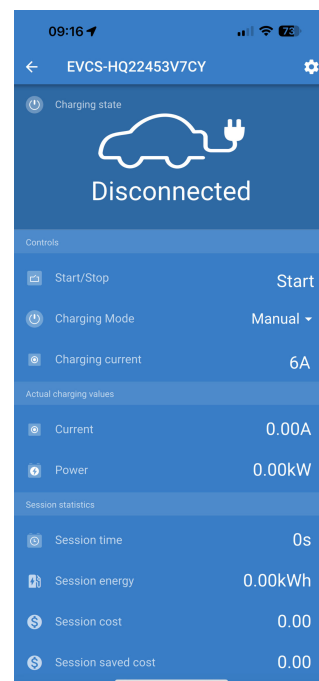 09:16
73
EVCS-HQ22453V7CY
Charging state
Disconnected
Controls
Start/Stop Start
Charging Mode Manual
Charging current 6A
Actual charging values
Current 0.00A
Power 0.00kW
Session statistics
Session time 0s
Session energy 0.00kWh
Session cost 0.00
Session saved cost 0.00